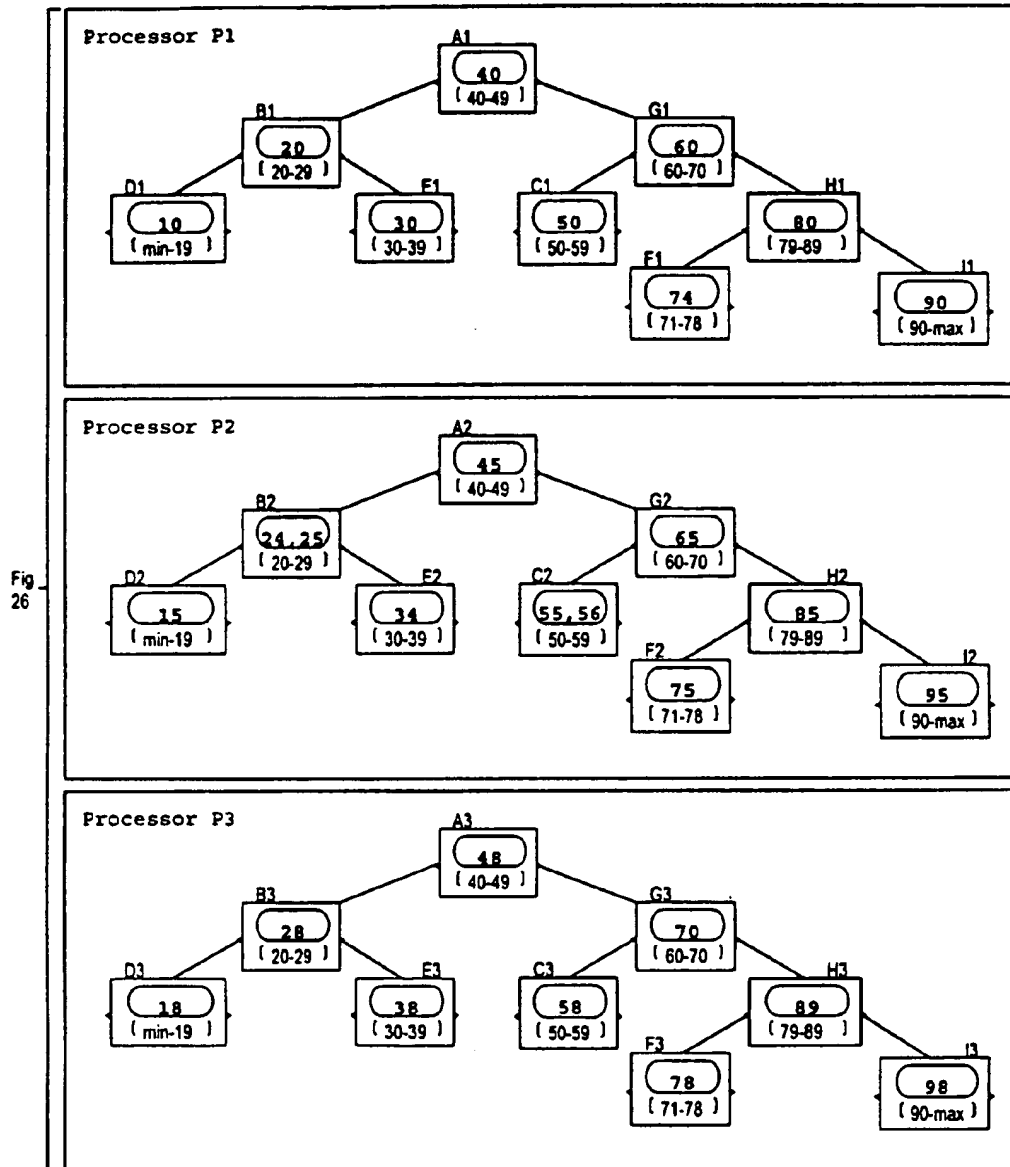 Processor P1
A1
40
[ 40-49 ]
B1
20
[ 20-29 ]
G1
60
[ 60-70 ]
D1
10
[ min-19 ]
E1
30
[ 30-39 ]
C1
50
[ 50-59 ]
H1
80
[ 79-89 ]
F1
74
[ 71-78 ]
I1
90
[ 90-max ]
Processor P2
A2
45
[ 40-49 ]
B2
24,25
[ 20-29 ]
G2
65
[ 60-70 ]
Fig
26
D2
15
[ min-19 ]
E2
34
[ 30-39 ]
C2
55,56
[ 50-59 ]
H2
85
[ 79-89 ]
F2
75
[ 71-78 ]
I2
95
[ 90-max ]
Processor P3
A3
48
[ 40-49 ]
B3
28
[ 20-29 ]
G3
70
[ 60-70 ]
D3
18
[ min-19 ]
E3
38
[ 30-39 ]
C3
58
[ 50-59 ]
H3
89
[ 79-89 ]
F3
78
[ 71-78 ]
I3
98
[ 90-max ]